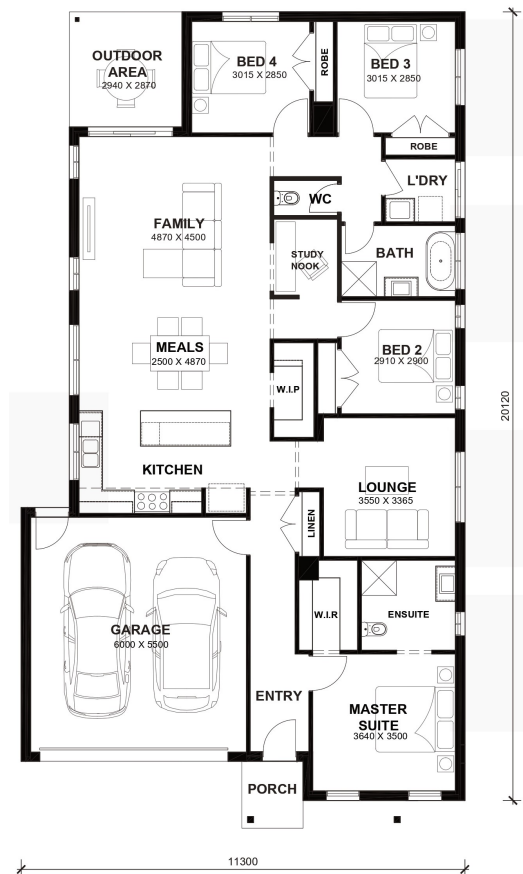 OUTDOOR
AREA
2940 X 2870
BED 4
3015 X 2850
ROBE
BED 3
3015 X 2850
ROBE
L'DRY
WC
FAMILY
4870 X 4500
STUDY
NOOK
BATH
MEALS
2500 X 4870
BED 2
2910 X 2900
W.I.P
20120
KITCHEN
LOUNGE
3550 X 3365
LINEN
GARAGE
6000 X 5500
W.I.R
ENSUITE
ENTRY
MASTER
SUITE
3640 X 3500
PORCH
11300